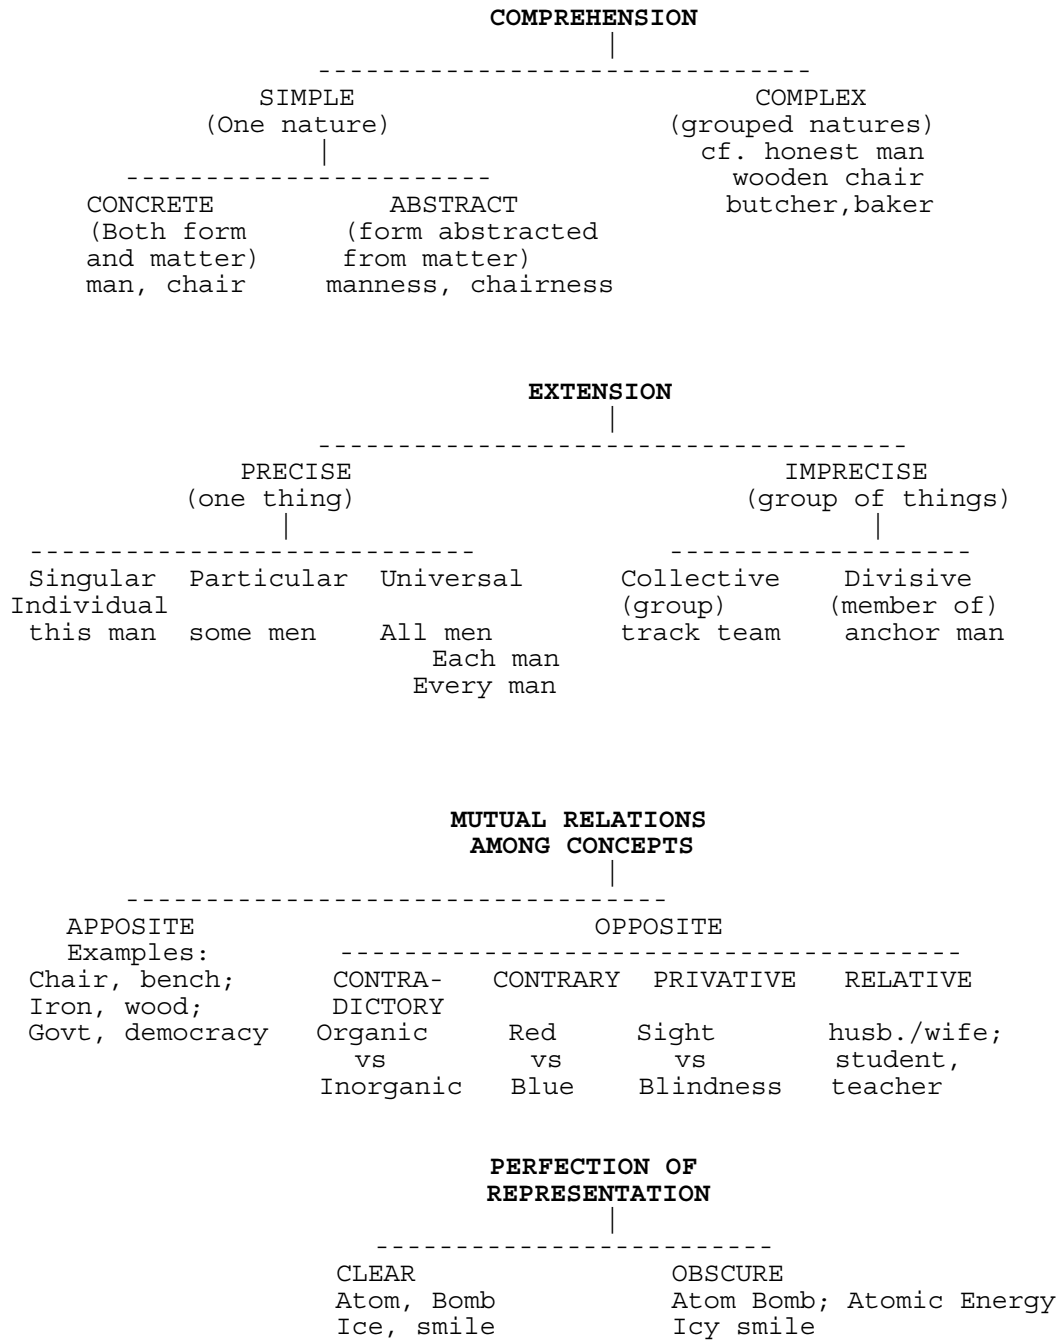 COMPREHENSION
|
-------------------------------
SIMPLE COMPLEX
(One nature) (grouped natures)
| cf. honest man
----------------------- wooden chair
CONCRETE ABSTRACT butcher,baker
(Both form (form abstracted
and matter) from matter)
man, chair manness, chairness
EXTENSION
|
-------------------------------------
PRECISE IMPRECISE
(one thing) (group of things)
| |
---------------------------- -------------------
Singular Particular Universal Collective Divisive
Individual (group) (member of)
this man some men All men track team anchor man
Each man
Every man
MUTUAL RELATIONS
AMONG CONCEPTS
|
----------------------------------
APPOSITE OPPOSITE
Examples: ---------------------------------------
Chair, bench; CONTRA- CONTRARY PRIVATIVE RELATIVE
Iron, wood; DICTORY
Govt, democracy Organic Red Sight husb./wife;
vs vs vs student,
Inorganic Blue Blindness teacher
PERFECTION OF
REPRESENTATION
|
-------------------------
CLEAR OBSCURE
Atom, Bomb Atom Bomb; Atomic Energy
Ice, smile Icy smile